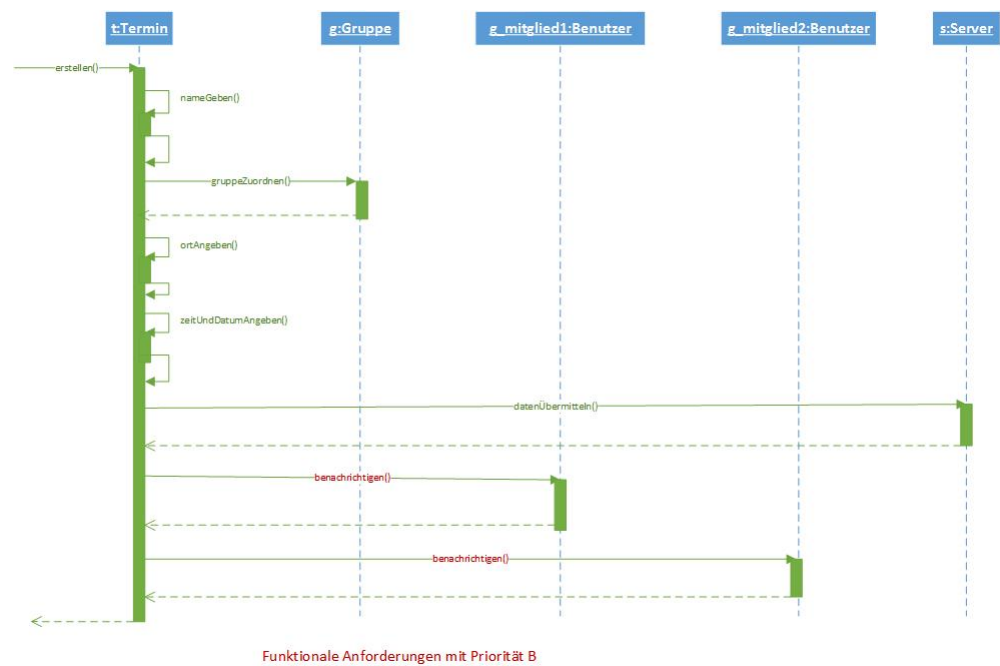 t:Termin
g:Gruppe
g_mitglied1:Benutzer
g_mitglied2:Benutzer
s:Server
erstellen()
nameGeben()
gruppeZuordnen()
ortAngeben()
zeitUndDatumAngeben()
datenÜbermitteln()
benachrichtigen()
benachrichtigen()
Funktionale Anforderungen mit Priorität B